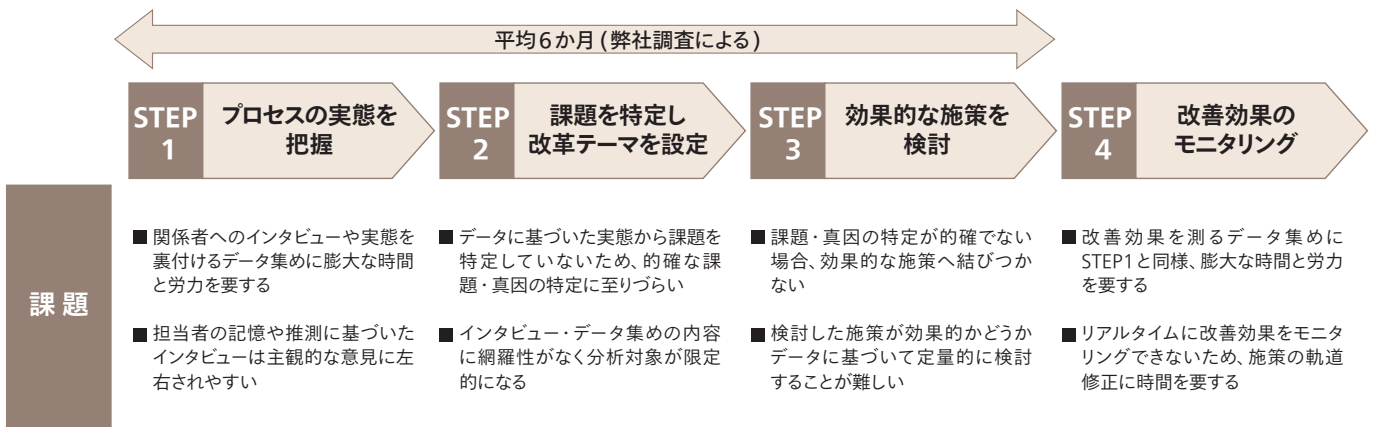 平均6か月(弊社調査による)
STEP
1
プロセスの実態を
把握
STEP
2
課題を特定し
改革テーマを設定
STEP
3
効果的な施策を
検討
STEP
4
改善効果の
モニタリング
課題
■関係者へのインタビューや実態を
裏付けるデータ集めに膨大な時間
と労力を要する
■担当者の記憶や推測に基づいた
インタビューは主観的な意見に左
右されやすい
■データに基づいた実態から課題を
特定していないため、的確な課
題・真因の特定に至りづらい
■インタビュー・データ集めの内容
に網羅性がなく分析対象が限定
的になる
■課題・真因の特定が的確でない
場合、効果的な施策へ結びつか
ない
■検討した施策が効果的かどうか
データに基づいて定量的に検討
することが難しい
■改善効果を測るデータ集めに
STEP1と同様、膨大な時間と労力
を要する
■リアルタイムに改善効果をモニタ
リングできないため、施策の軌道
修正に時間を要する